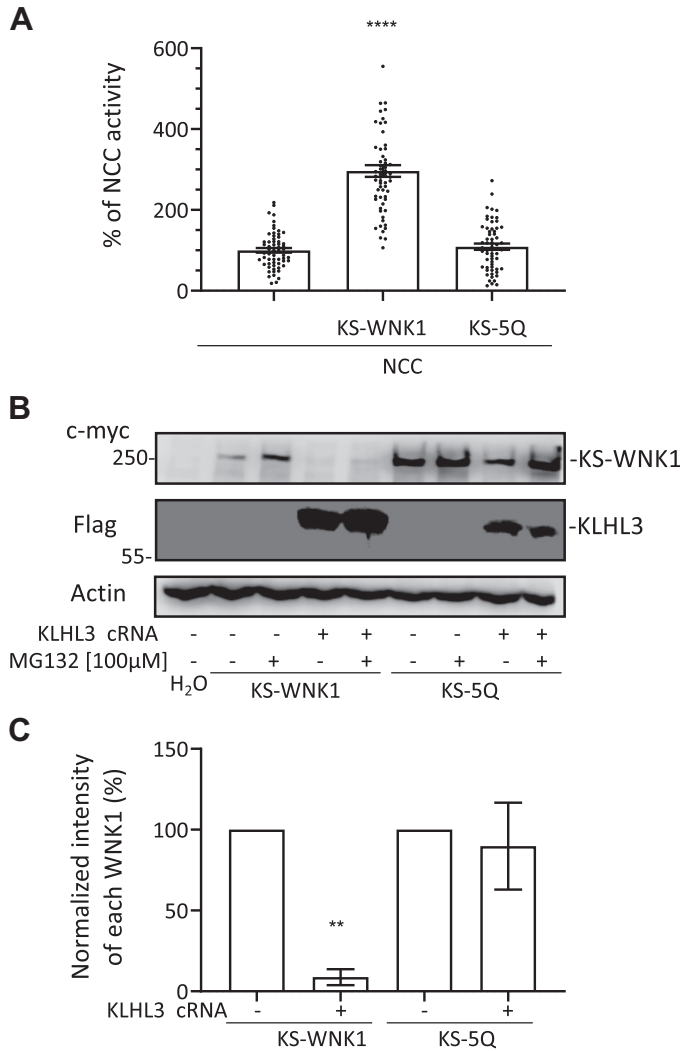 A
****
% of NCC activity
600
400
200
0
KS-WNK1 KS-5Q
NCC
B
c-myc
250-
-KS-WNK1
Flag
-KLHL3
55-
Actin
KLHL3 cRNA - - - + + - - + +
MG132 [100µM] - - + - + - + - +
H₂O KS-WNK1 KS-5Q
C
Normalized intensity
of each WNK1 (%)
150
100
50
0
**
KLHL3 cRNA - + - +
KS-WNK1 KS-5Q